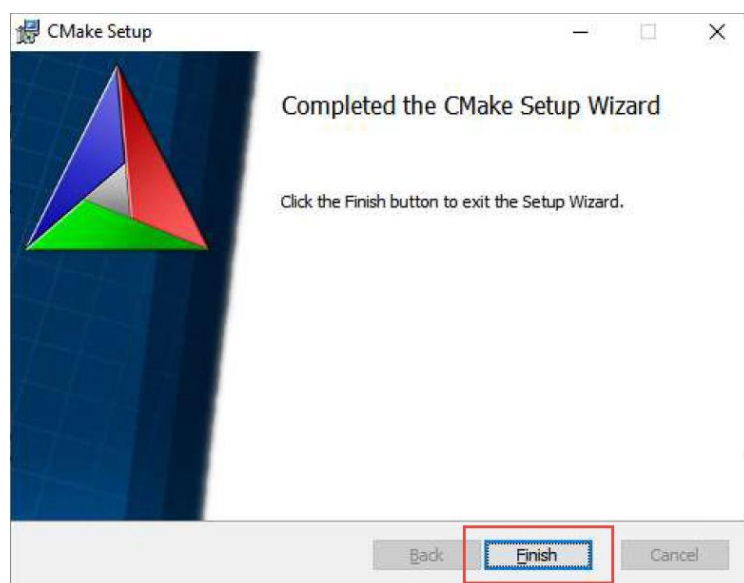 CMake Setup
Completed the CMake Setup Wizard
Click the Finish button to exit the Setup Wizard.
Back Finish Cancel